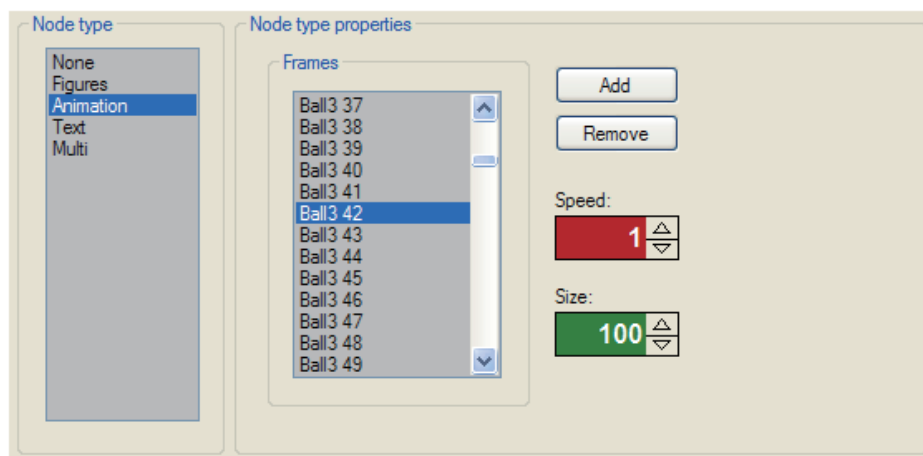 Node type
None
Figures
Animation
Text
Multi
Node type properties
Frames
Ball3 37
Ball3 38
Ball3 39
Ball3 40
Ball3 41
Ball3 42
Ball3 43
Ball3 44
Ball3 45
Ball3 46
Ball3 47
Ball3 48
Ball3 49
Add
Remove
Speed:
1
Size:
100